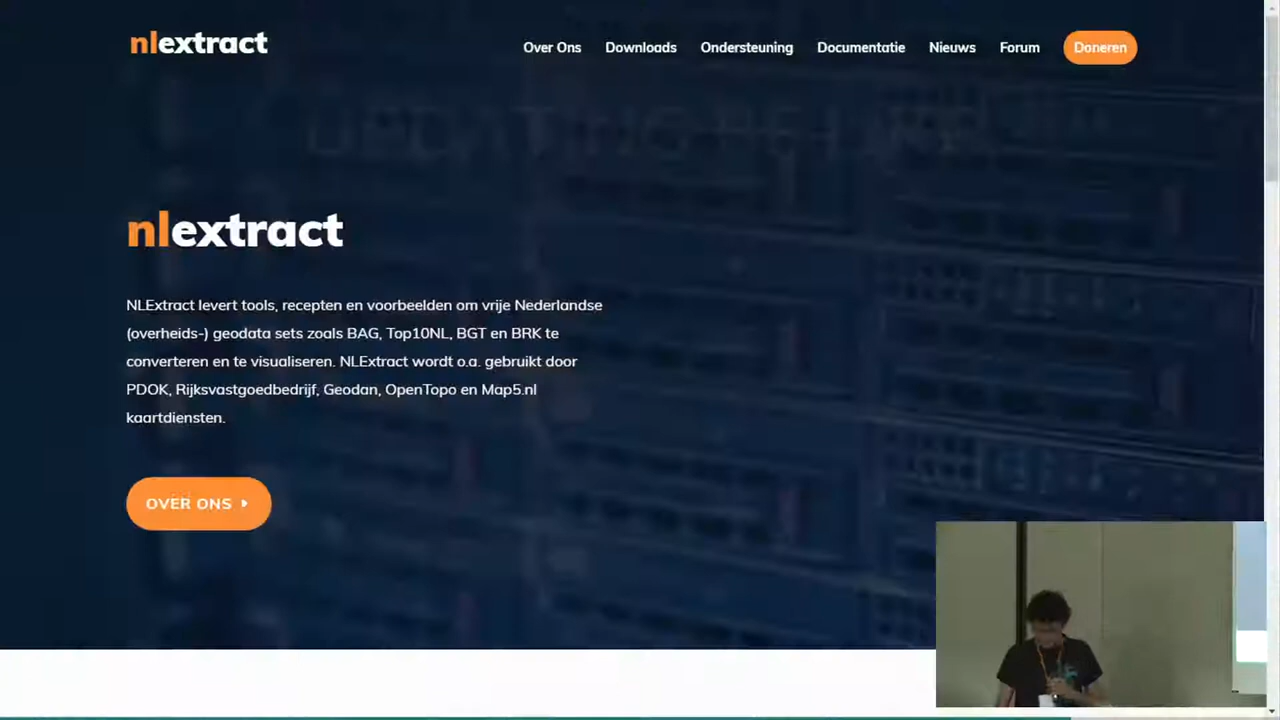 nlextract
Over Ons Downloads Ondersteuning Documentatie Nieuws Forum Doneren
nlextract
NLExtract levert tools, recepten en voorbeelden om vrije Nederlandse
(overheids-) geodata sets zoals BAG, Top10NL, BGT en BRK te
converteren en te visualiseren. NLExtract wordt o.a. gebruikt door
PDOK, Rijksvastgoedbedrijf, Geodan, OpenTopo en Map5.nl
kaartdiensten.
OVER ONS